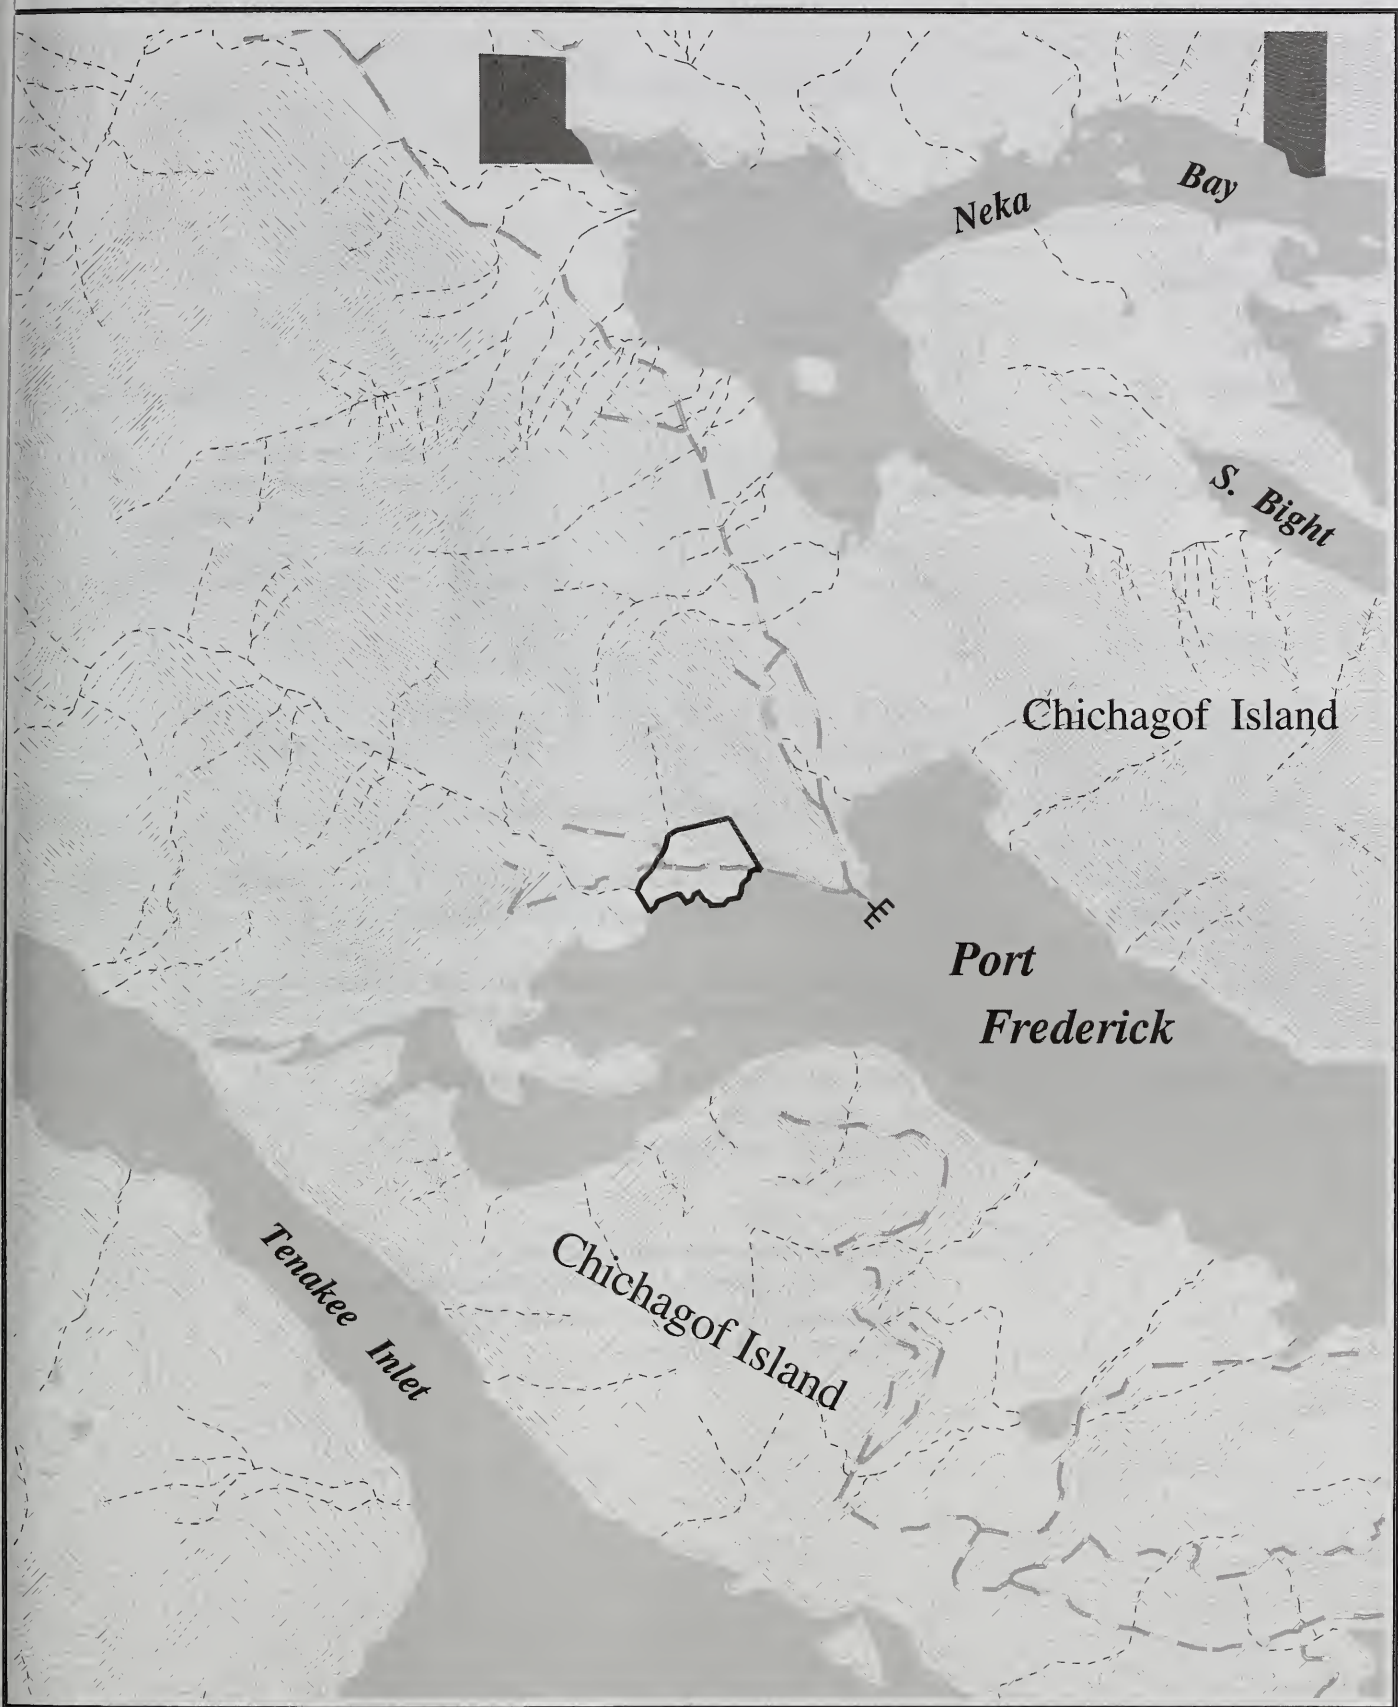 Bay
Neka
S. Bight
Chichagof Island
Port
Frederick
Tenakee Inlet
Chichagof Island